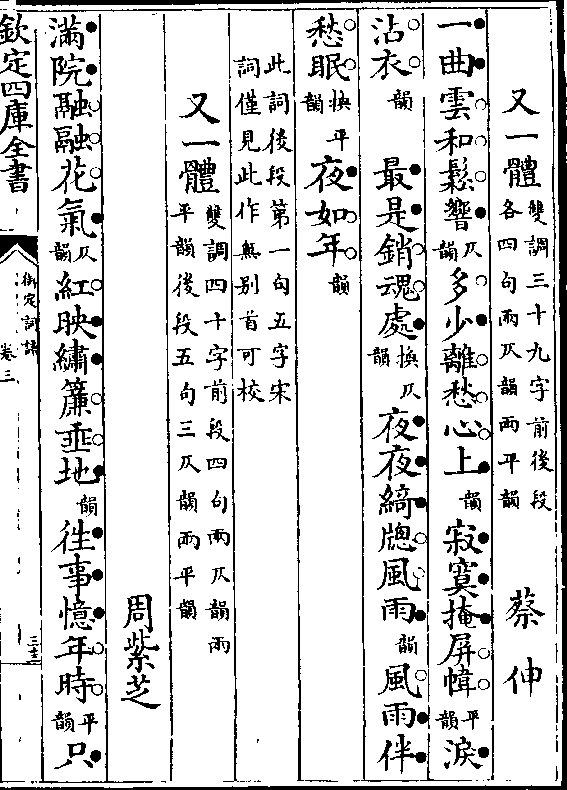 又一體雙調三十九字前後段各四句兩仄韻兩平韻　蔡伸
一曲雲和鬆響仄韻多少離愁心上韻寂寞掩屏幃平韻淚
沾衣韻　最是銷魂處換仄韻夜夜綺牕風雨韻風雨伴
愁眠換平韻夜如年韻
此詞後段第一句五字宋
詞僅見此作無别首可校
又一體雙調四十字前段四句兩仄韻兩平韻後段五句三仄韻兩平韻
周紫芝
滿院融融花氣仄韻紅映繡簾垂地韻往事憶年時平韻只
欽定四庫全書
御定詞譜
卷三